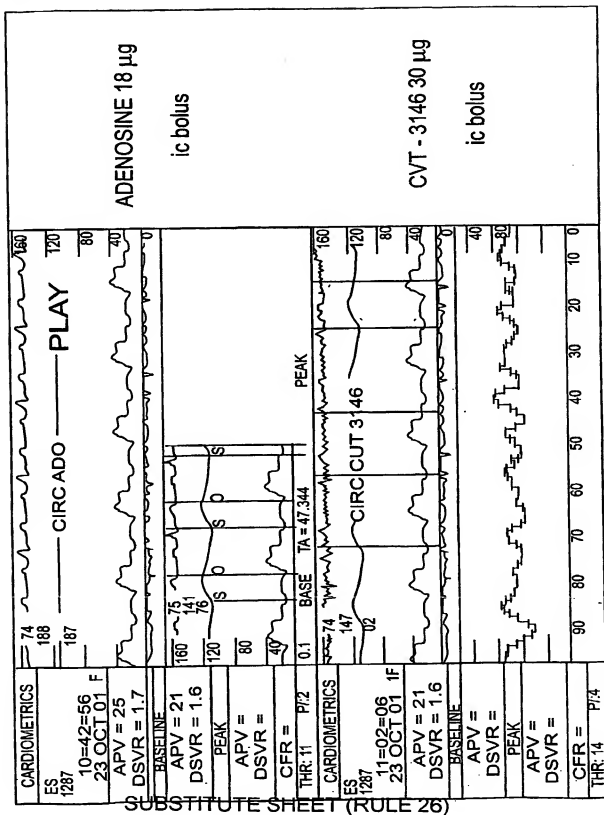 CARDIOMETRICS
ES
1287
10=42=56
23 OCT 01 F
APV = 25
DSVR = 1.7
BASELINE
APV = 21
DSVR = 1.6
PEAK
APV =
DSVR =
CFR =
THR: 11 P/:2
74
188
187
CIRC ADO
PLAY
160
120
80
40
0
ADENOSINE 18 µg
ic bolus
75
141
76
160
120
80
40
0.1
S
D
S
D
S
BASE
TA = 47.344
PEAK
CARDIOMETRICS
ES
1287
11=02=06
23 OCT 01 1F
APV = 21
DSVR = 1.6
BASELINE
APV =
DSVR =
PEAK
APV =
DSVR =
CFR =
THR: 14 P/:4
74
147
02
CIRC CUT 3146
160
120
80
40
0
40
80
90
80
70
60
50
40
30
20
10
0
CVT - 3146 30 µg
ic bolus
SUBSTITUTE SHEET (RULE 26)